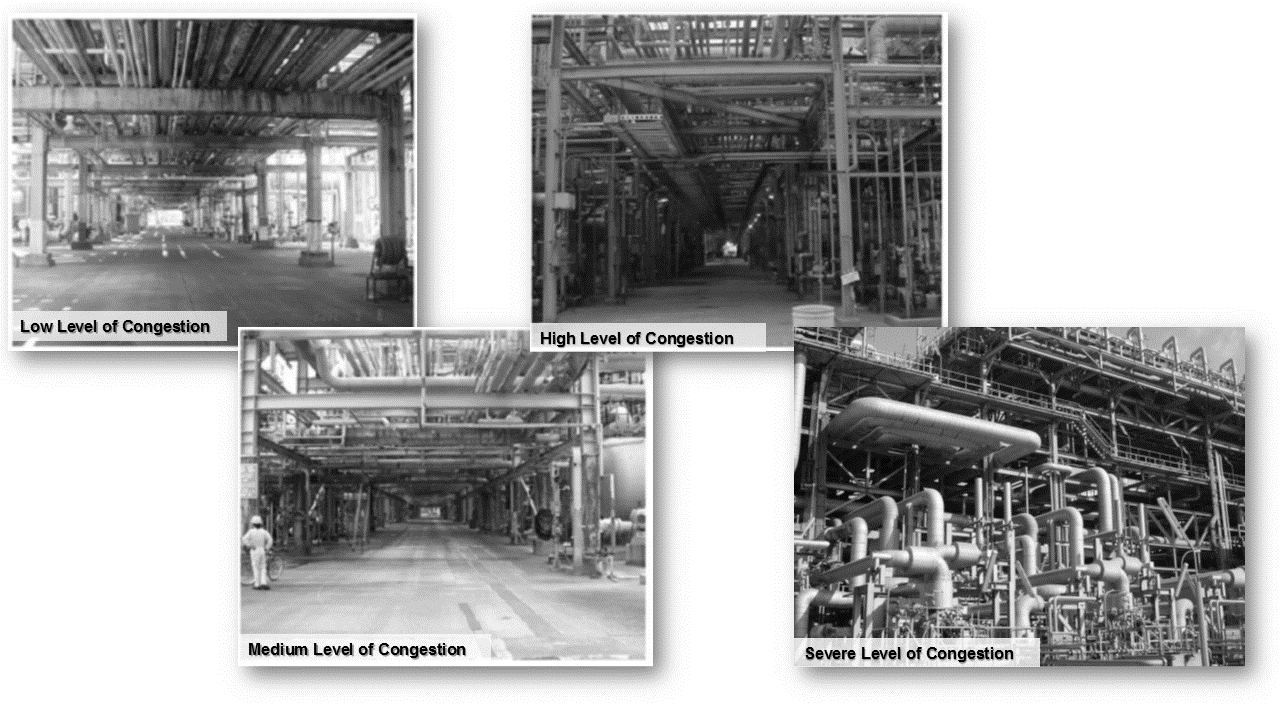 Low Level of Congestion
High Level of Congestion
Medium Level of Congestion
Severe Level of Congestion